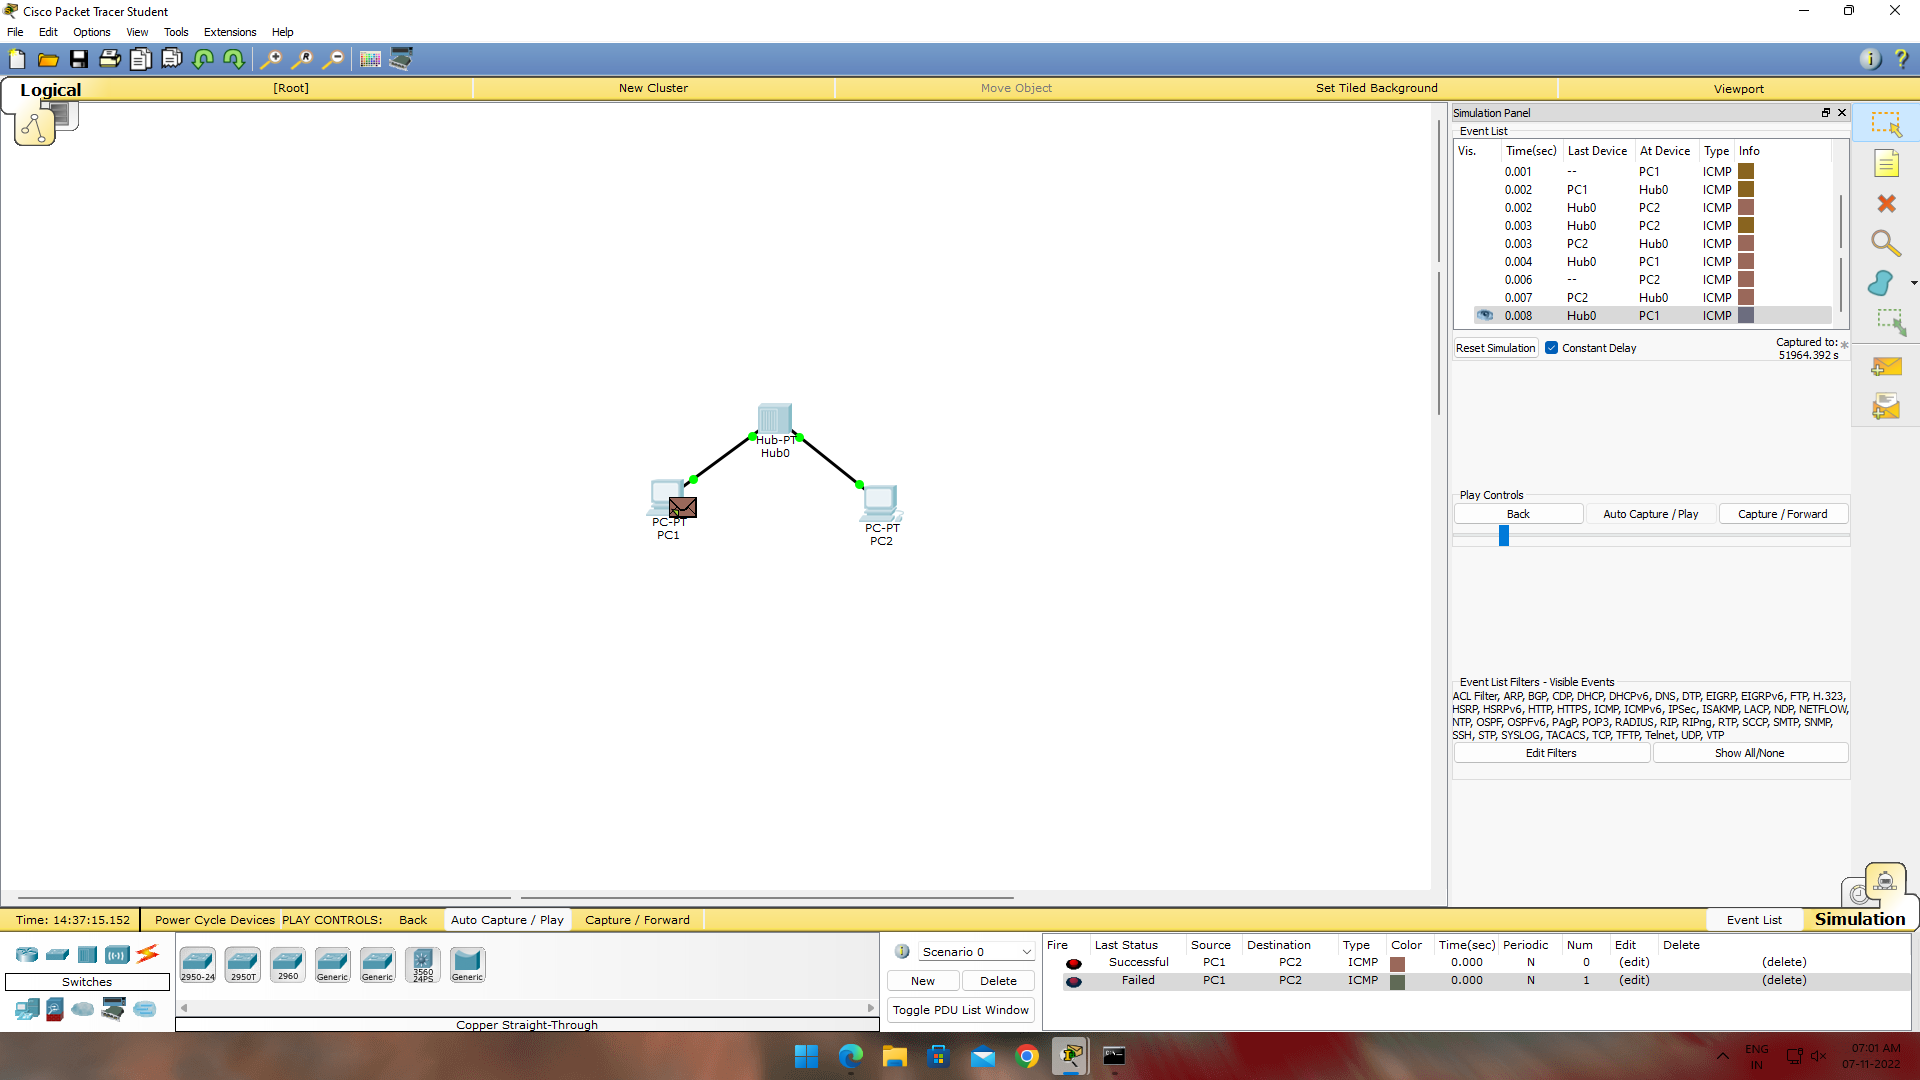 Cisco Packet Tracer Student
File Edit Options View Tools Extensions Help
Logical [Root] New Cluster Move Object Set Tiled Background Viewport
Simulation Panel
Event List
Vis. Time(sec) Last Device At Device Type Info
0.001 -- PC1 ICMP
0.002 PC1 Hub0 ICMP
0.002 Hub0 PC2 ICMP
0.003 Hub0 PC2 ICMP
0.003 PC2 Hub0 ICMP
0.004 Hub0 PC1 ICMP
0.006 -- PC2 ICMP
0.007 PC2 Hub0 ICMP
0.008 Hub0 PC1 ICMP
Reset Simulation Constant Delay Captured to: *
51964.392 s
Hub-PT
Hub0
PC-PT
PC1
PC-PT
PC2
Play Controls
Back Auto Capture / Play Capture / Forward
Event List Filters - Visible Events
ACL Filter, ARP, BGP, CDP, DHCP, DHCPv6, DNS, DTP, EIGRP, EIGRPv6, FTP, H.323,
HSRP, HSRPv6, HTTP, HTTPS, ICMP, ICMPv6, IPSec, ISAKMP, LACP, NDP, NETFLOW,
NTP, OSPF, OSPFv6, PAgP, POP3, RADIUS, RIP, RIPng, RTP, SCCP, SMTP, SNMP,
SSH, STP, SYSLOG, TACACS, TCP, TFTP, Telnet, UDP, VTP
Edit Filters Show All/None
Time: 14:37:15.152 Power Cycle Devices PLAY CONTROLS: Back Auto Capture / Play Capture / Forward Event List Simulation
Switches
2950-24 2950T 2960 Generic Generic 3560 24PS Generic
Copper Straight-Through
Scenario 0
New Delete
Toggle PDU List Window
Fire Last Status Source Destination Type Color Time(sec) Periodic Num Edit Delete
Successful PC1 PC2 ICMP 0.000 N 0 (edit) (delete)
Failed PC1 PC2 ICMP 0.000 N 1 (edit) (delete)
ENG
IN
07:01 AM
07-11-2022